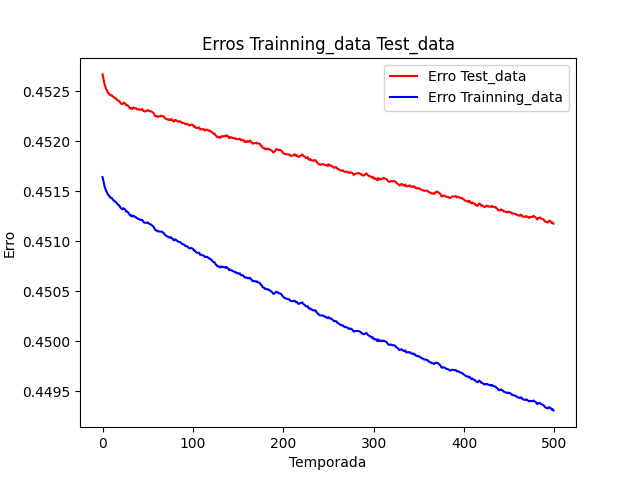 Erros Trainning_data Test_data
Erro Test_data
Erro Trainning_data
0.4525
0.4520
0.4515
0.4510
0.4505
0.4500
0.4495
Erro
0
100
200
300
400
500
Temporada